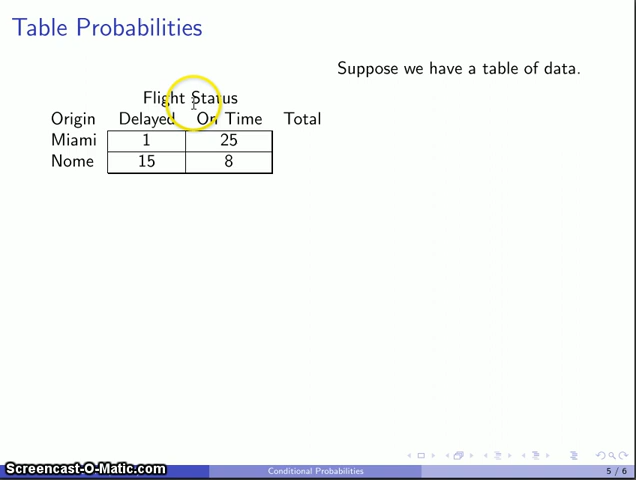 Table Probabilities
Suppose we have a table of data.
Flight Status
Origin Delayed On Time Total
Miami 1 25
Nome 15 8
Screencast-O-Matic.com
Conditional Probabilities
5 / 6